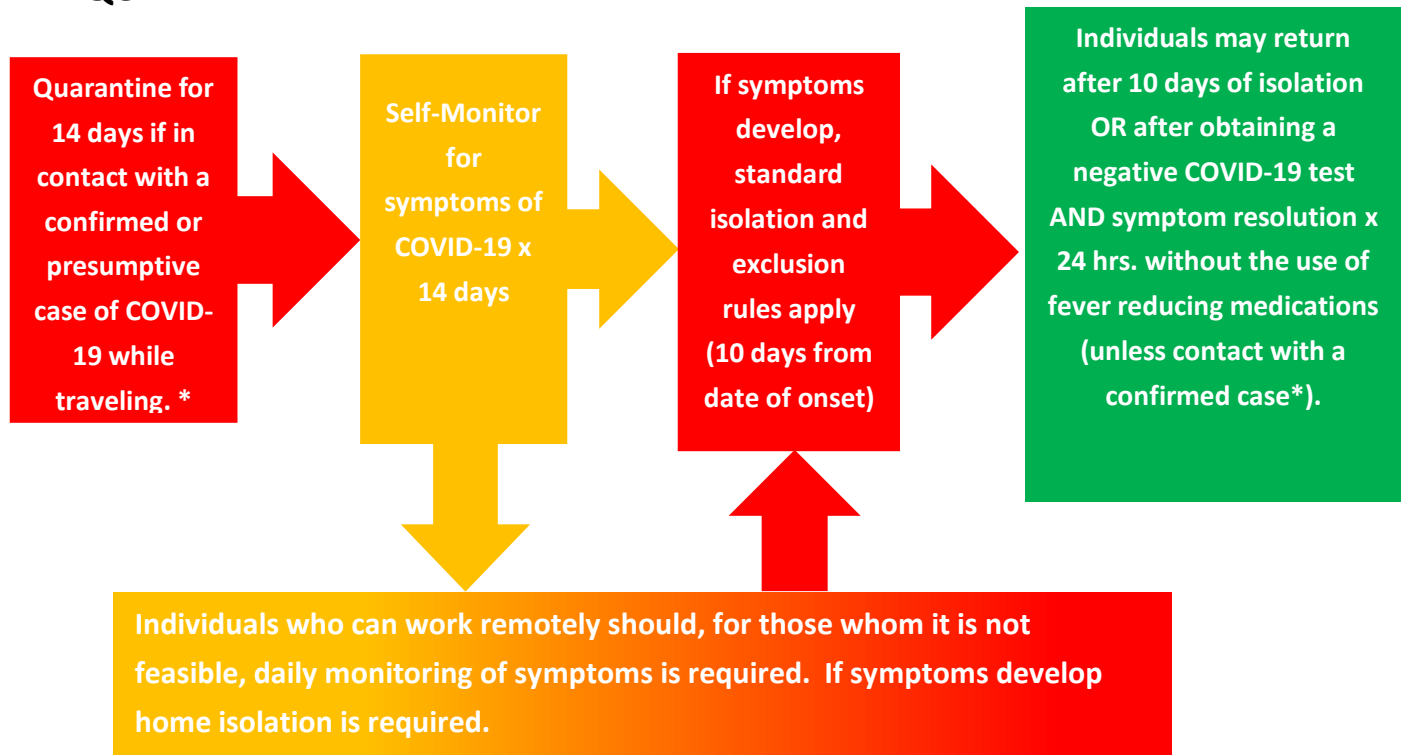 Quarantine for
14 days if in
contact with a
confirmed or
presumptive
case of COVID-
19 while
traveling. *
Self-Monitor
for
symptoms of
COVID-19 x
14 days
If symptoms
develop,
standard
isolation and
exclusion
rules apply
(10 days from
date of onset)
Individuals may return
after 10 days of isolation
OR after obtaining a
negative COVID-19 test
AND symptom resolution x
24 hrs. without the use of
fever reducing medications
(unless contact with a
confirmed case*).
Individuals who can work remotely should, for those whom it is not
feasible, daily monitoring of symptoms is required.  If symptoms develop
home isolation is required.